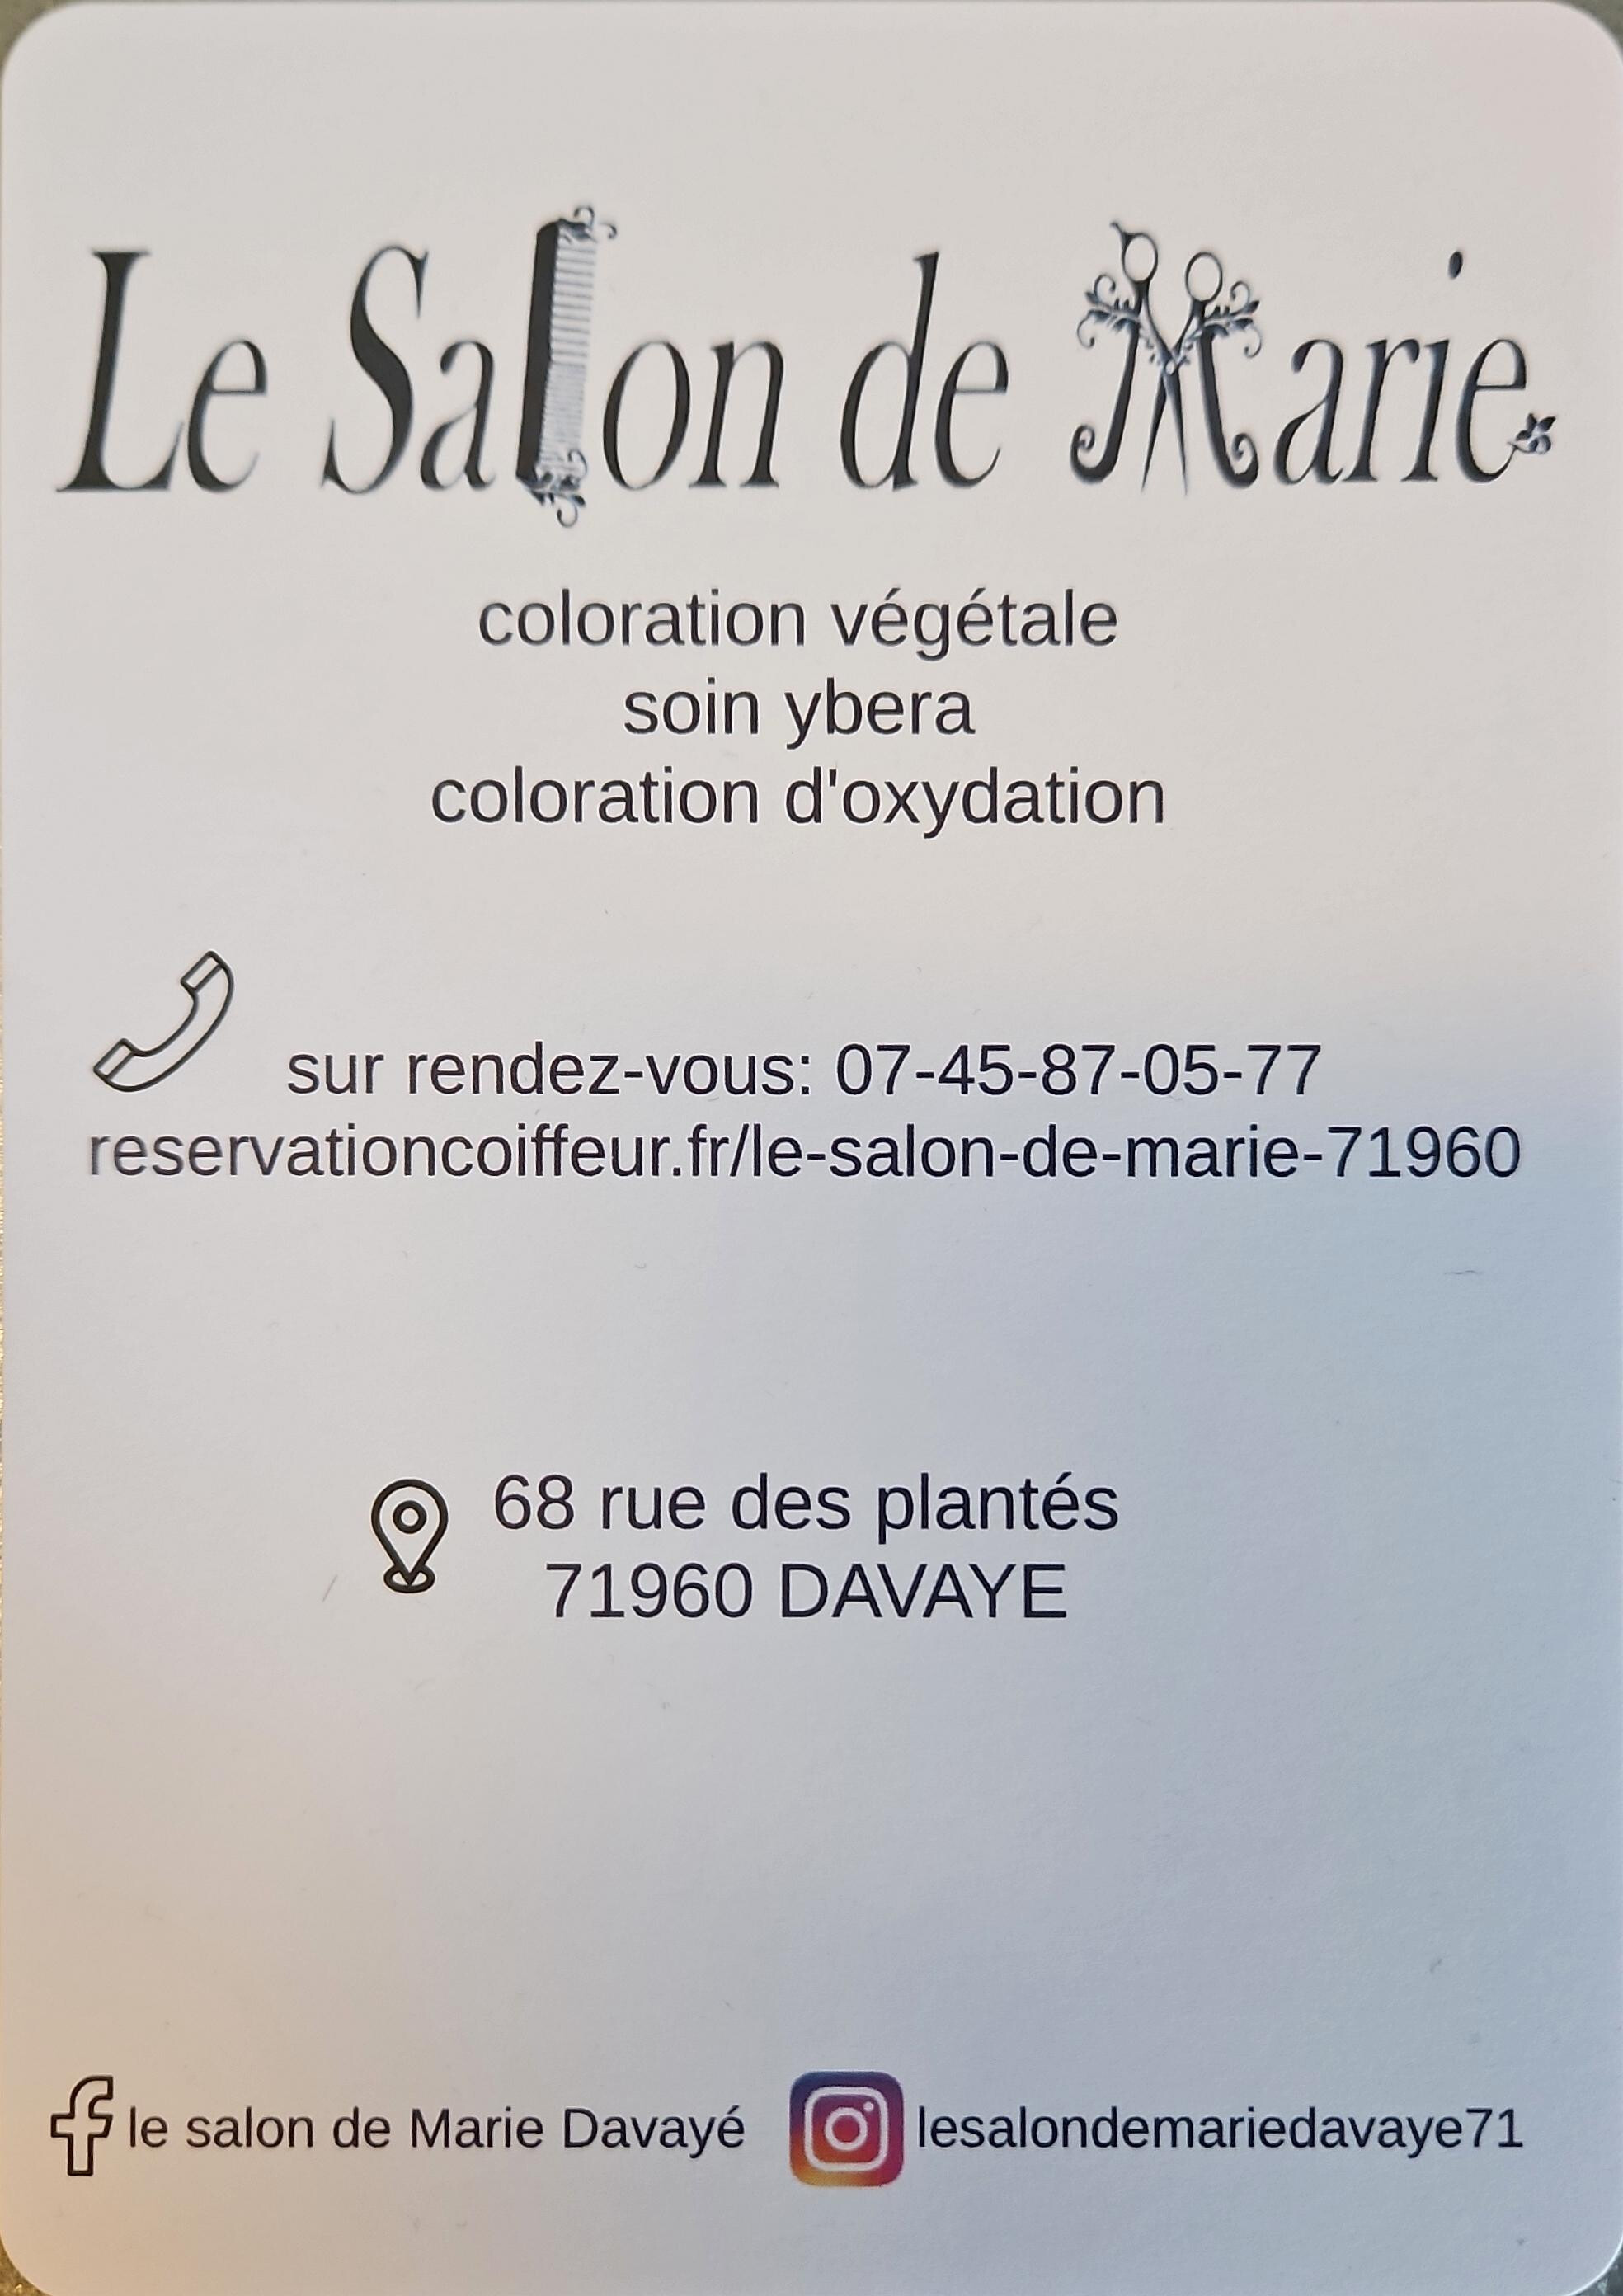 Le Salon de Marie
coloration végétale
soin ybera
coloration d'oxydation
sur rendez-vous: 07-45-87-05-77
reservationcoiffeur.fr/le-salon-de-marie-71960
68 rue des plantés
71960 DAVAYE
le salon de Marie Davayé
lesalondemariedavaye71